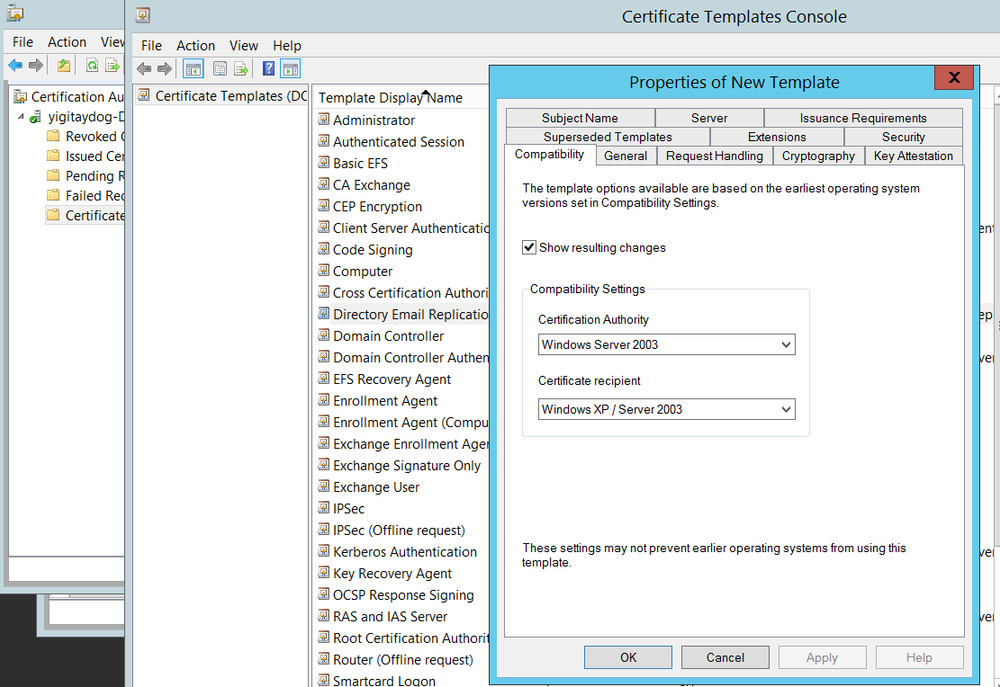 Certificate Templates Console
File Action View
File Action View Help
Certification Au
yigitaydog-D
Revoked C
Issued Cer
Pending R
Failed Rec
Certificate
Certificate Templates (DC
Template Display Name
Administrator
Authenticated Session
Basic EFS
CA Exchange
CEP Encryption
Client Server Authenticatic
Code Signing
Computer
Cross Certification Authori
Directory Email Replicatio
Domain Controller
Domain Controller Authen
EFS Recovery Agent
Enrollment Agent
Enrollment Agent (Compu
Exchange Enrollment Agen
Exchange Signature Only
Exchange User
IPSec
IPSec (Offline request)
Kerberos Authentication
Key Recovery Agent
OCSP Response Signing
RAS and IAS Server
Root Certification Authorit
Router (Offline request)
Smartcard Logon
Properties of New Template
Subject Name Server Issuance Requirements
Superseded Templates Extensions Security
Compatibility General Request Handling Cryptography Key Attestation
The template options available are based on the earliest operating system
versions set in Compatibility Settings.
Show resulting changes
Compatibility Settings
Certification Authority
Windows Server 2003
Certificate recipient
Windows XP / Server 2003
These settings may not prevent earlier operating systems from using this
template.
OK Cancel Apply Help